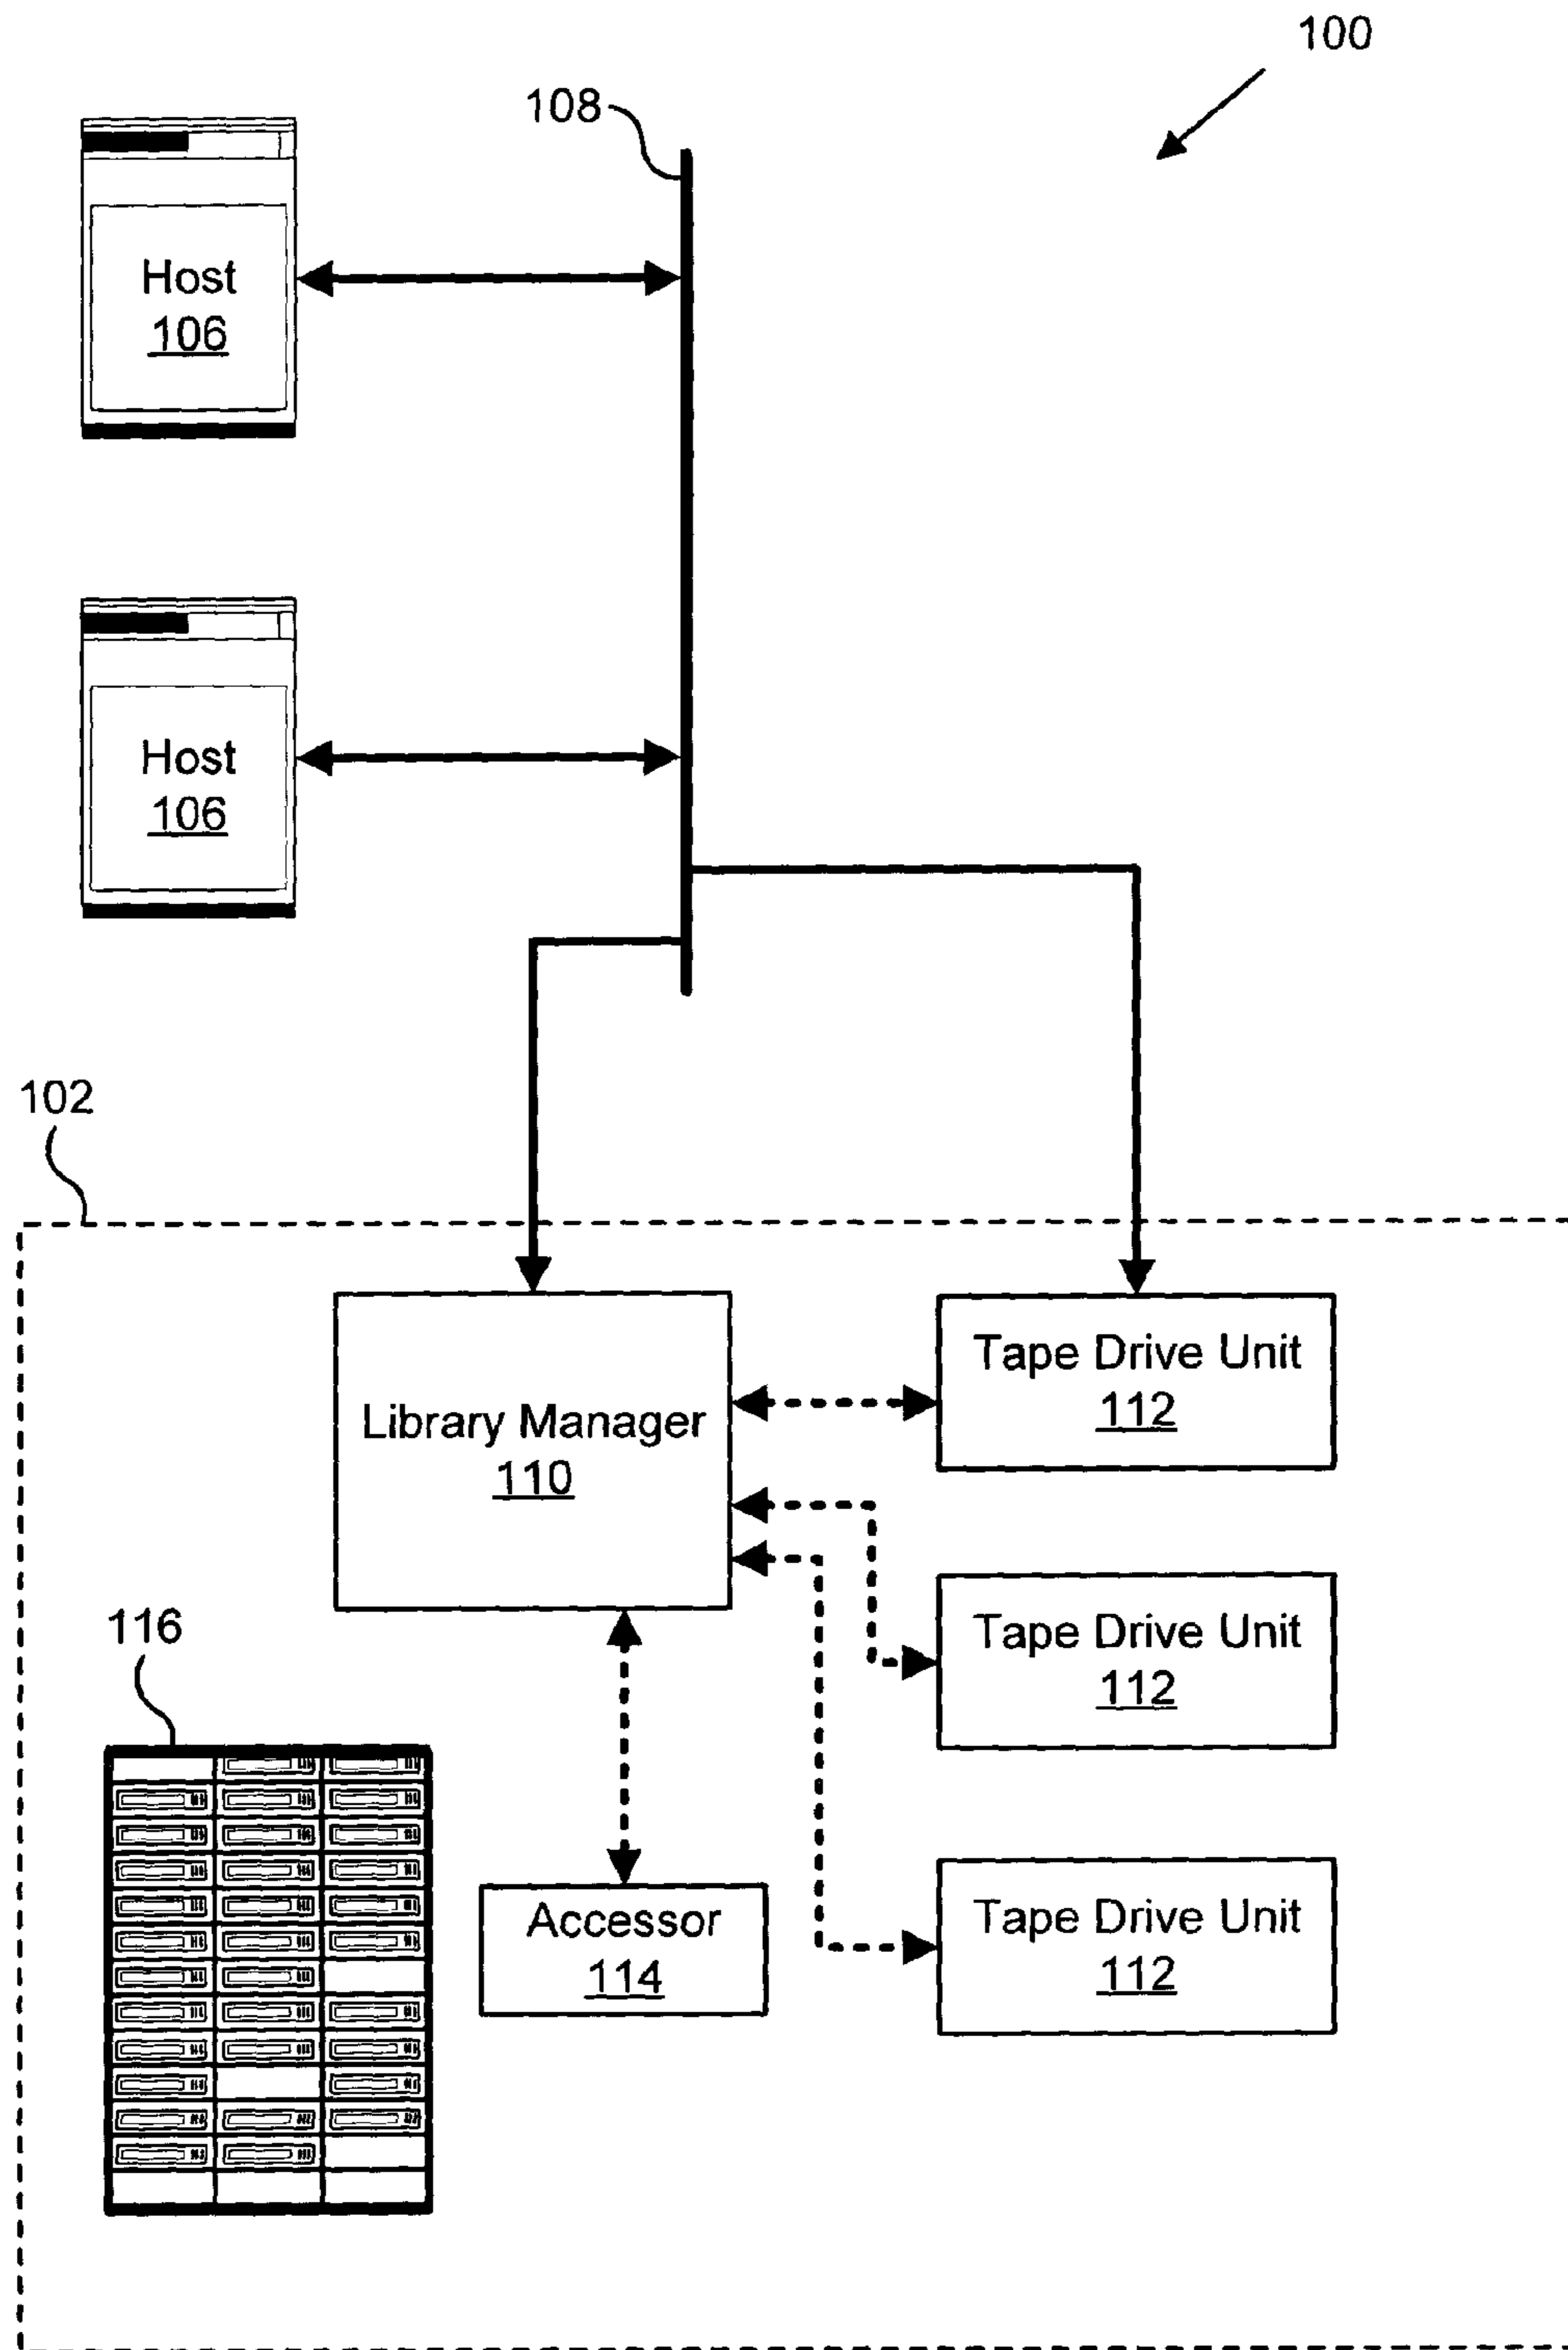 100
108
Host
106
Host
106
102
Library Manager
110
Tape Drive Unit
112
Tape Drive Unit
112
116
Accessor
114
Tape Drive Unit
112